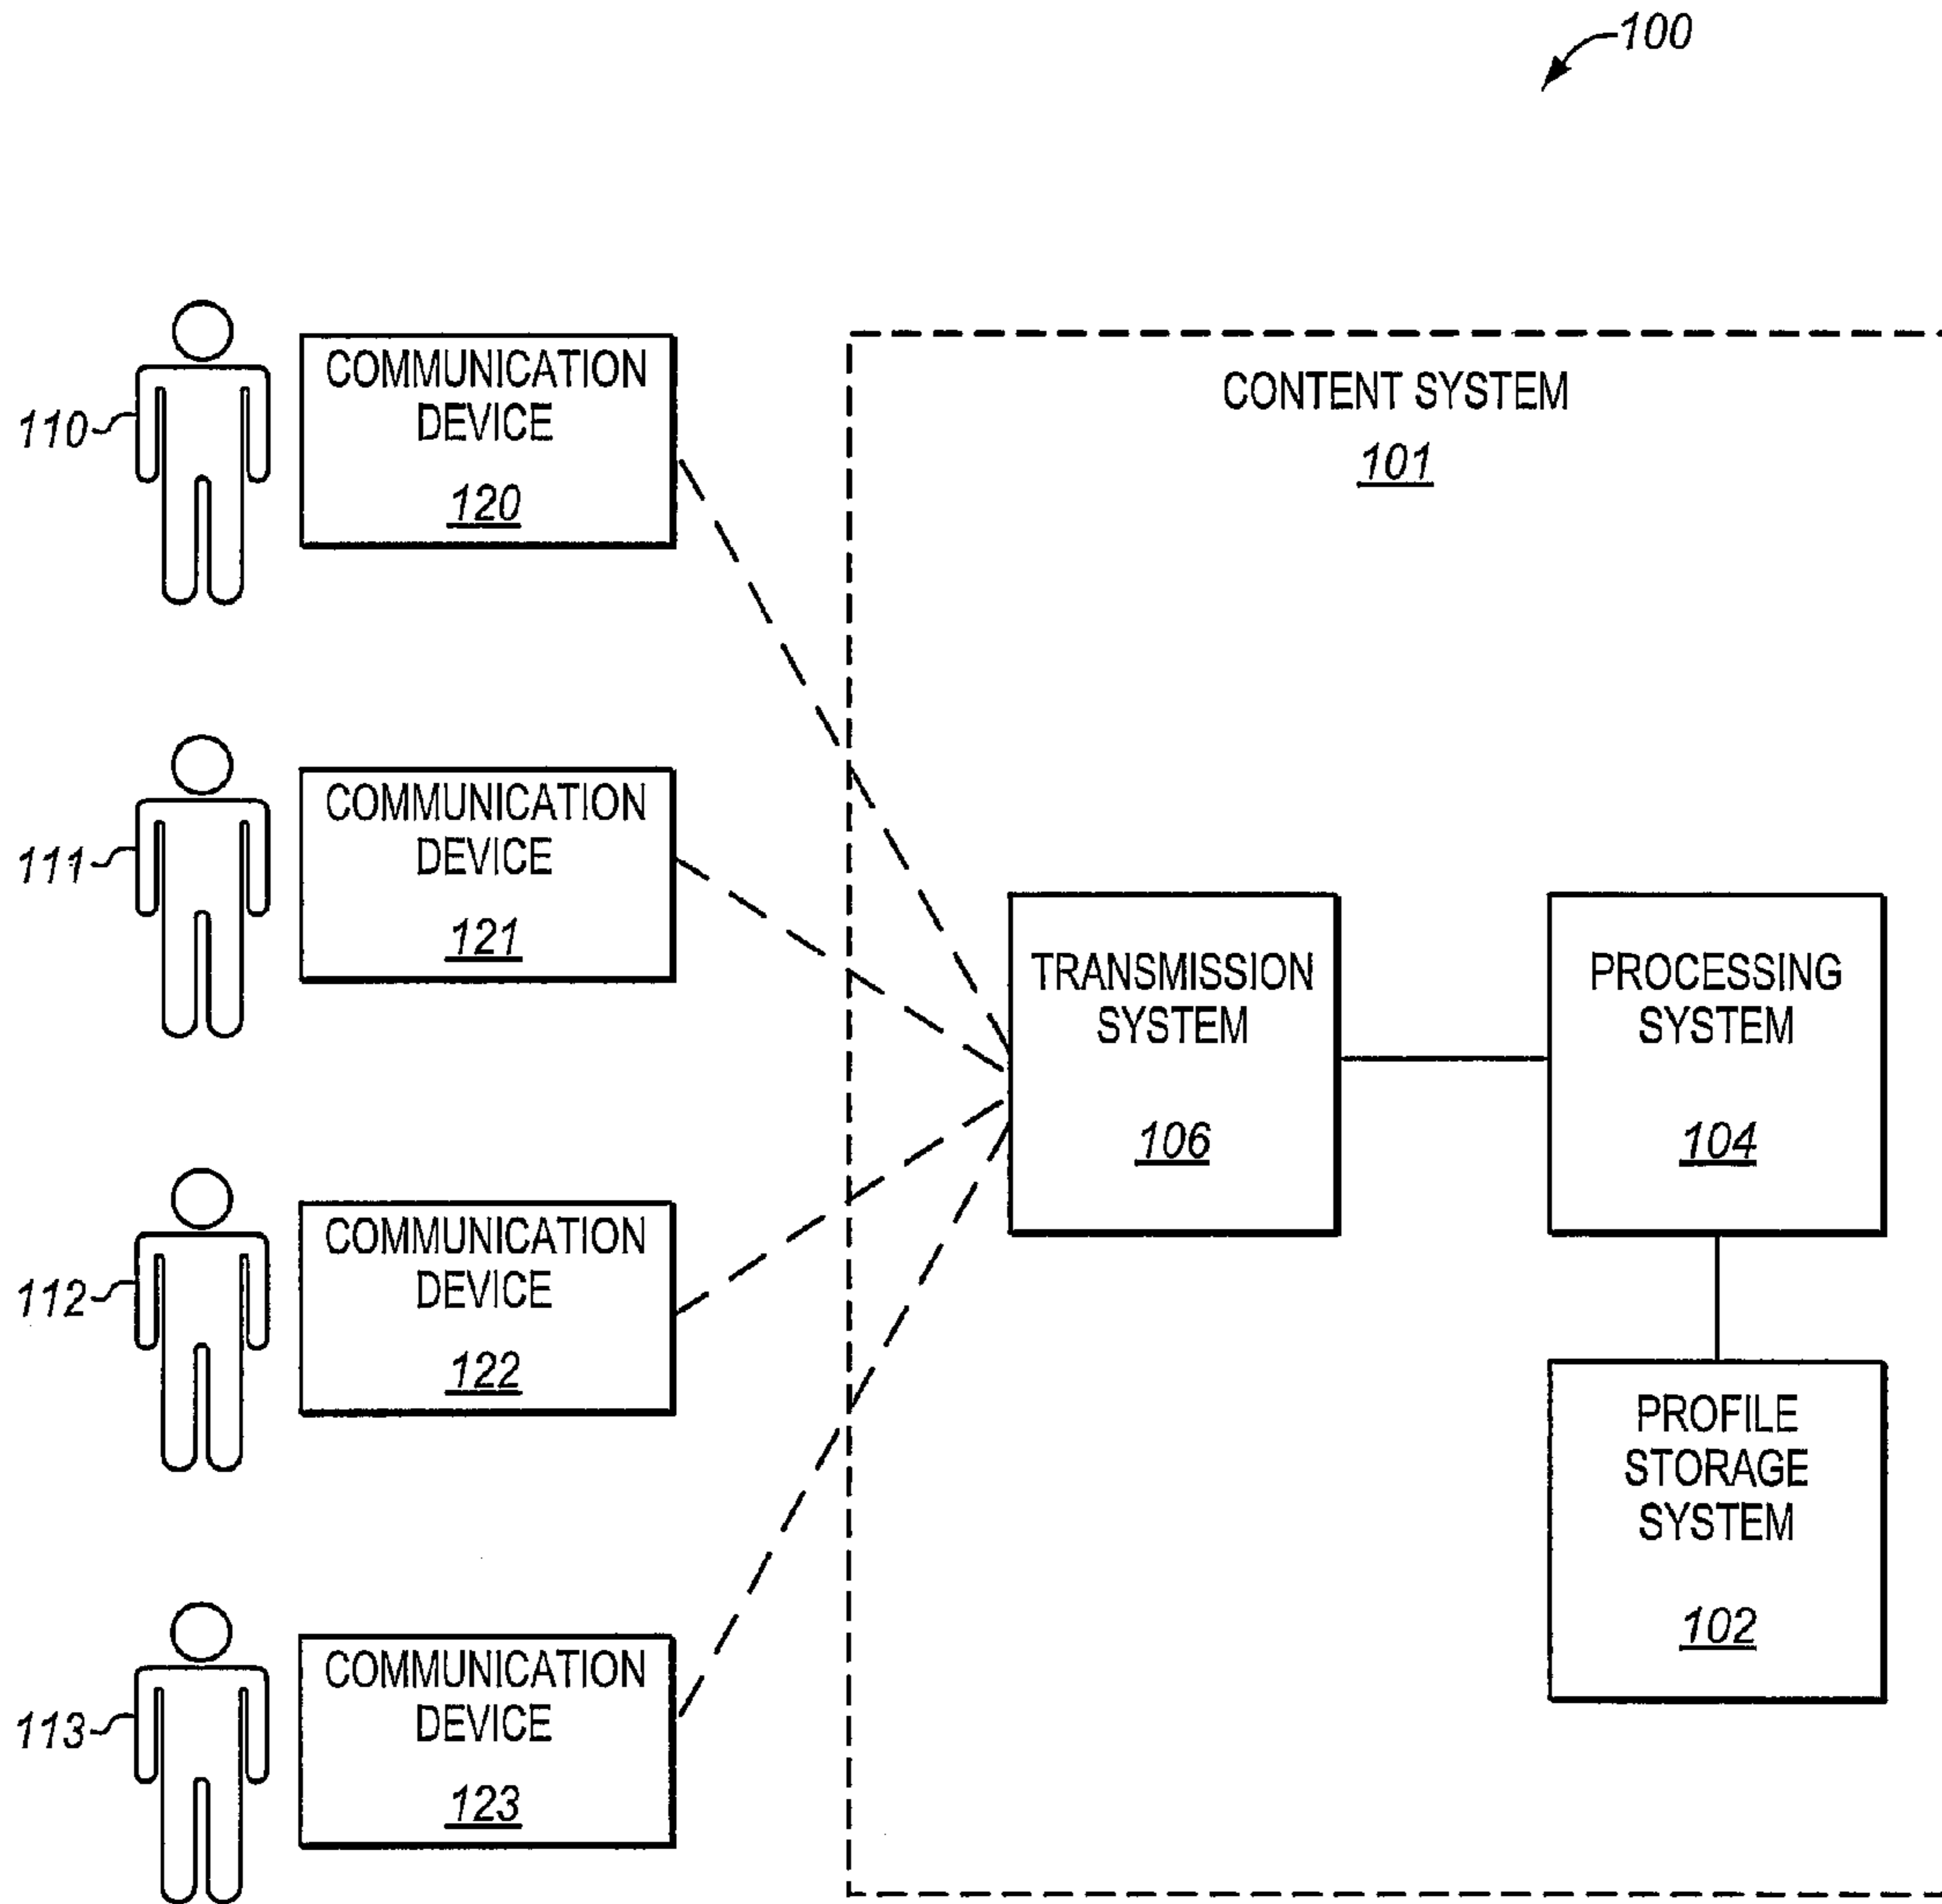 100
CONTENT SYSTEM
101
110
COMMUNICATION
DEVICE
120
111
COMMUNICATION
DEVICE
121
TRANSMISSION
SYSTEM
106
PROCESSING
SYSTEM
104
112
COMMUNICATION
DEVICE
122
PROFILE
STORAGE
SYSTEM
102
113
COMMUNICATION
DEVICE
123